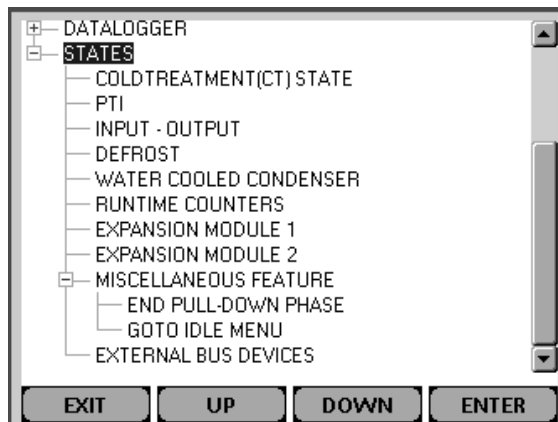 DATALOGGER
STATES
COLDTREATMENT(CT) STATE
PTI
INPUT - OUTPUT
DEFROST
WATER COOLED CONDENSER
RUNTIME COUNTERS
EXPANSION MODULE 1
EXPANSION MODULE 2
MISCELLANEOUS FEATURE
END PULL-DOWN PHASE
GOTO IDLE MENU
EXTERNAL BUS DEVICES
EXIT UP DOWN ENTER